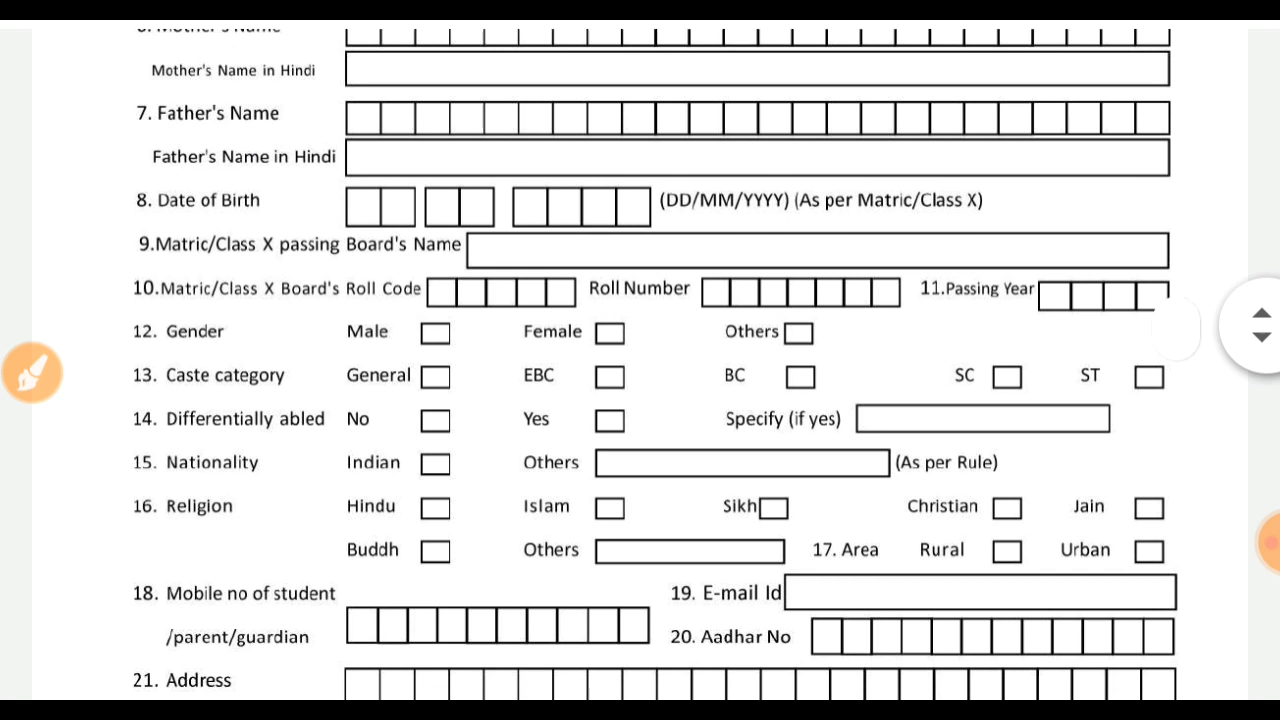 6. Mother's Name
Mother's Name in Hindi
7. Father's Name
Father's Name in Hindi
8. Date of Birth (DD/MM/YYYY) (As per Matric/Class X)
9.Matric/Class X passing Board's Name
10.Matric/Class X Board's Roll Code Roll Number 11.Passing Year
12. Gender Male Female Others
13. Caste category General EBC BC SC ST
14. Differentially abled No Yes Specify (if yes)
15. Nationality Indian Others (As per Rule)
16. Religion Hindu Islam Sikh Christian Jain
Buddh Others 17. Area Rural Urban
18. Mobile no of student 19. E-mail Id
/parent/guardian 20. Aadhar No
21. Address